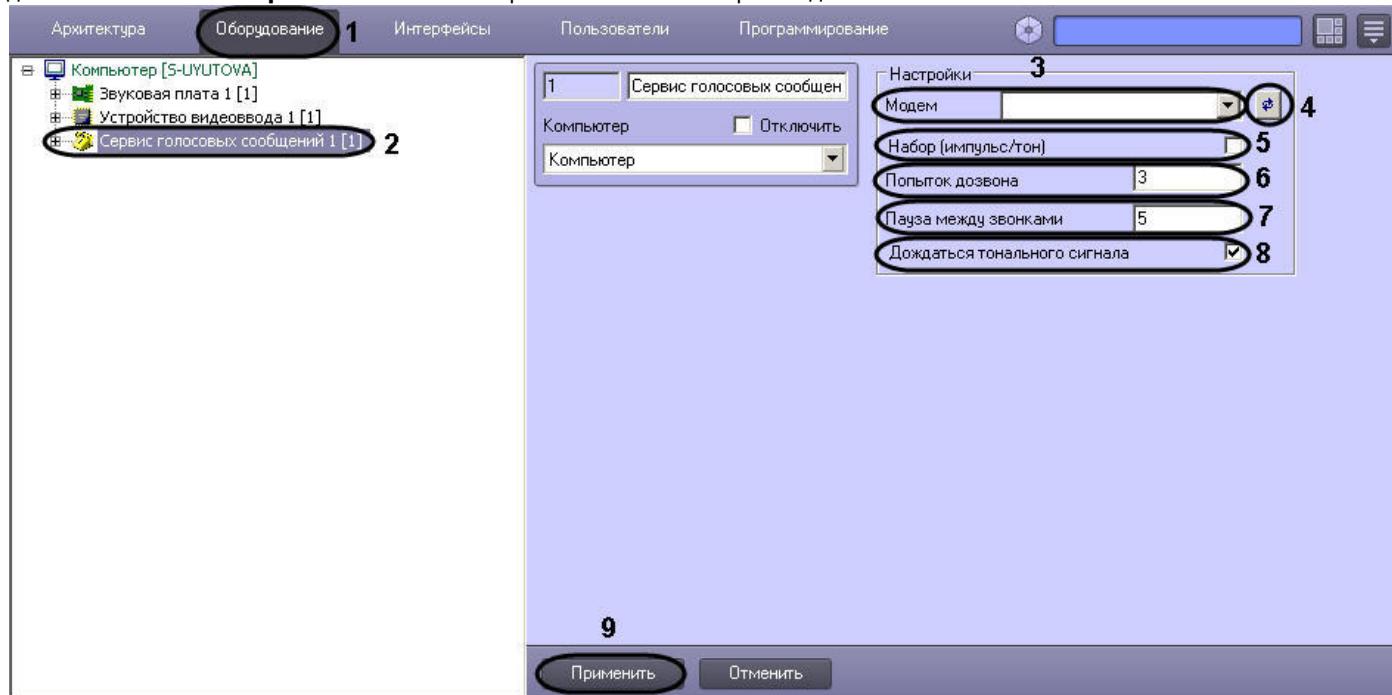 Архитектура Оборудование 1 Интерфейсы Пользователи Программирование
Компьютер [S-UYUTOVA]
Звуковая плата 1 [1]
Устройство видеоввода 1 [1]
Сервис голосовых сообщений 1 [1] 2
1 Сервис голосовых сообщен
Компьютер Отключить
Компьютер
Настройки 3
Модем 4
Набор (импульс/тон) 5
Попыток дозвона 3 6
Пауза между звонками 5 7
Дождаться тонального сигнала 8
9
Применить Отменить